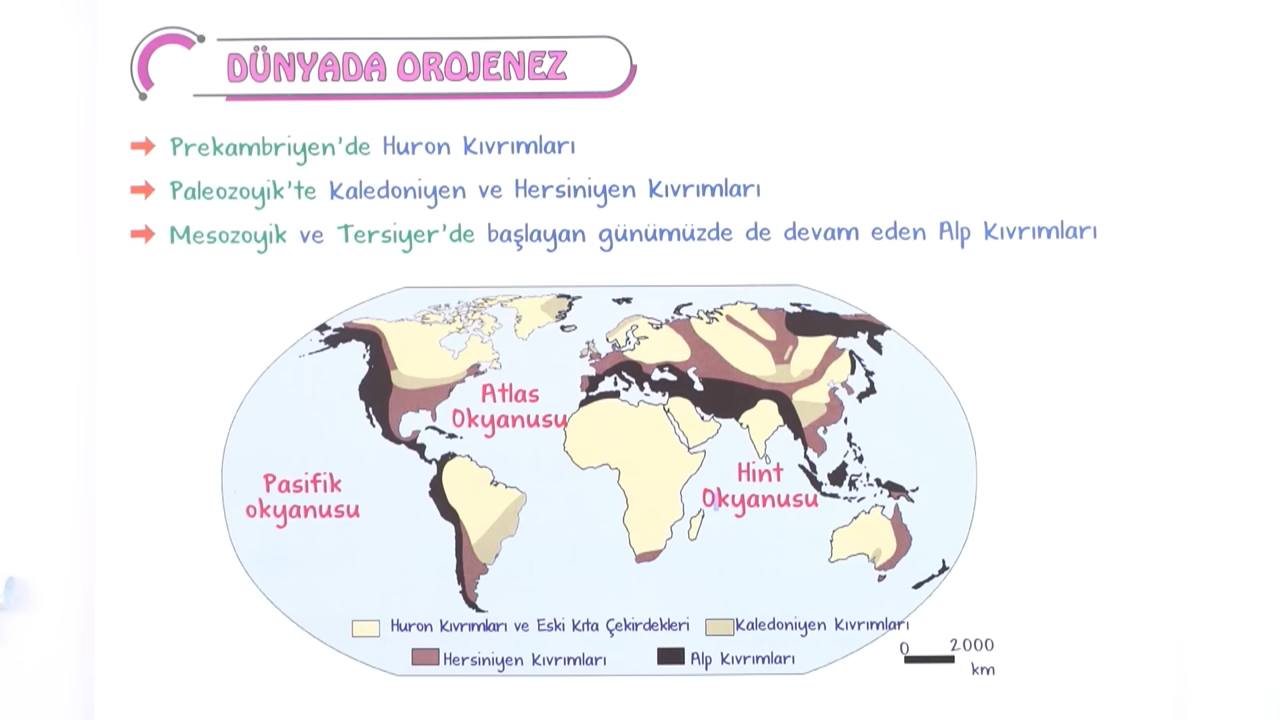 DÜNYADA OROJENEZ
Prekambriyen'de Huron Kıvrımları
Paleozoyik'te Kaledoniyen ve Hersiniyen Kıvrımları
Mesozoyik ve Tersiyer'de başlayan günümüzde de devam eden Alp Kıvrımları
Atlas
Okyanusu
Pasifik
okyanusu
Hint
Okyanusu
Huron Kıvrımları ve Eski Kıta Çekirdekleri
Kaledoniyen Kıvrımları
Hersiniyen Kıvrımları
Alp Kıvrımları
0 2000
km